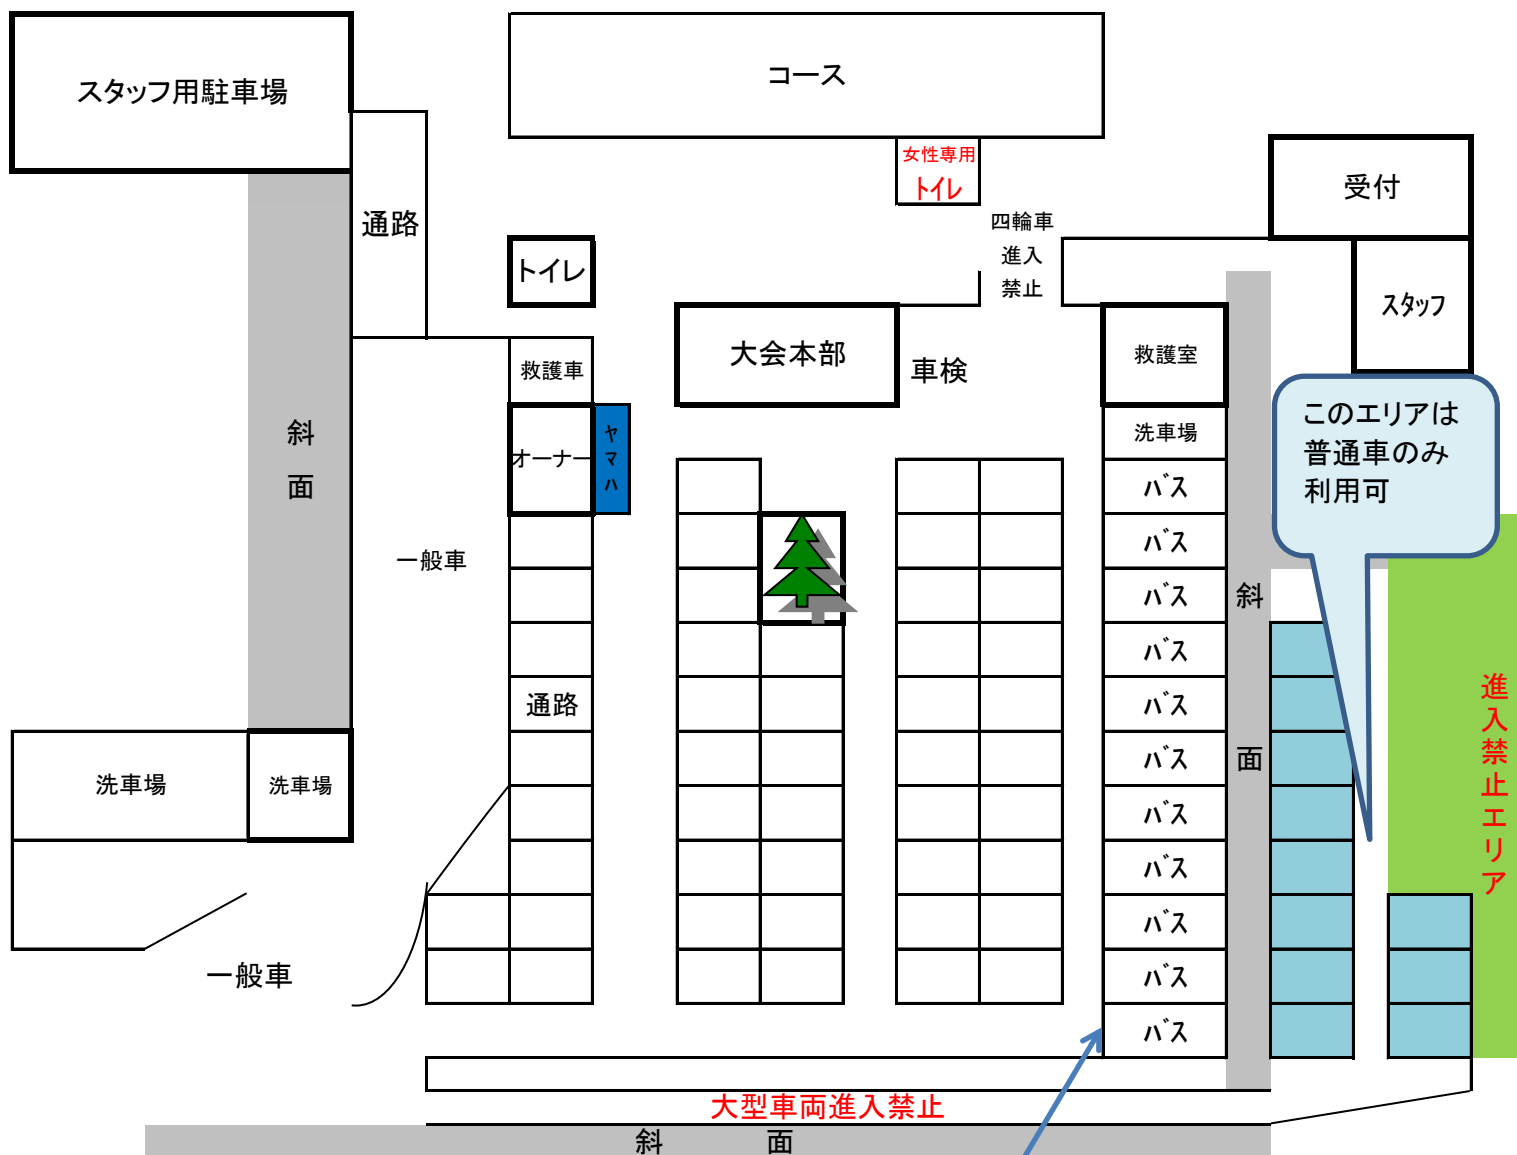 スタッフ用駐車場
コース
女性専用
トイレ
受付
通路
四輪車
進入
禁止
トイレ
スタッフ
大会本部
車検
救護室
救護車
オーナー
ヤマハ
洗車場
このエリアは
普通車のみ
利用可
斜面
一般車
バス
バス
バス
バス
バス
バス
バス
バス
バス
バス
バス
斜面
通路
進入禁止エリア
洗車場
洗車場
一般車
大型車両進入禁止
斜面